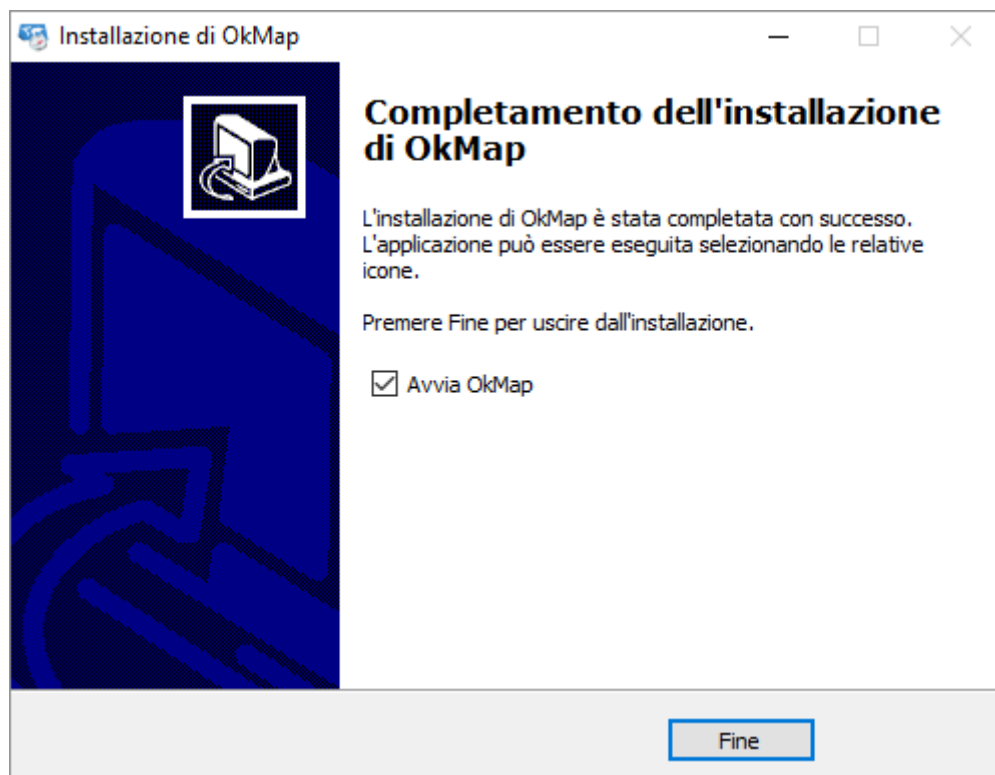 Installazione di OkMap
Completamento dell'installazione
di OkMap
L'installazione di OkMap è stata completata con successo.
L'applicazione può essere eseguita selezionando le relative
icone.
Premere Fine per uscire dall'installazione.
Avvia OkMap
Fine